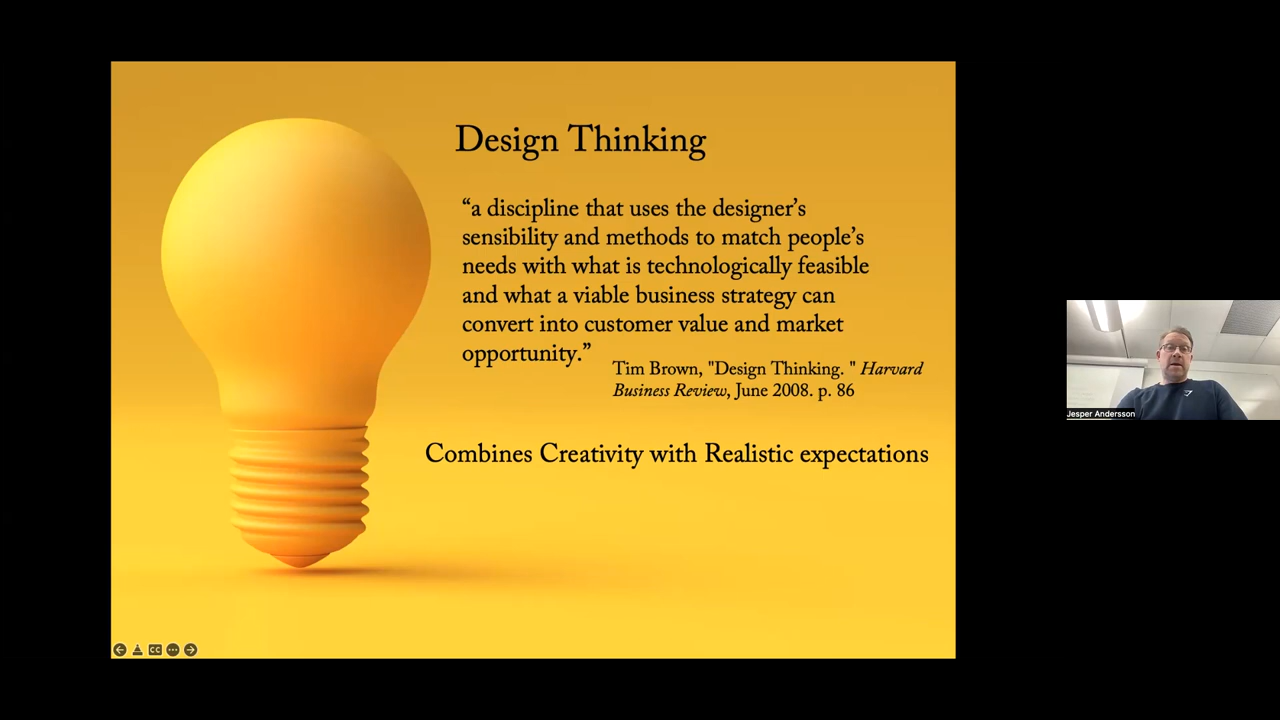 Design Thinking
“a discipline that uses the designer’s
sensibility and methods to match people’s
needs with what is technologically feasible
and what a viable business strategy can
convert into customer value and market
opportunity.”
Tim Brown, "Design Thinking. " Harvard
Business Review, June 2008. p. 86
Combines Creativity with Realistic expectations
CC
Jesper Andersson